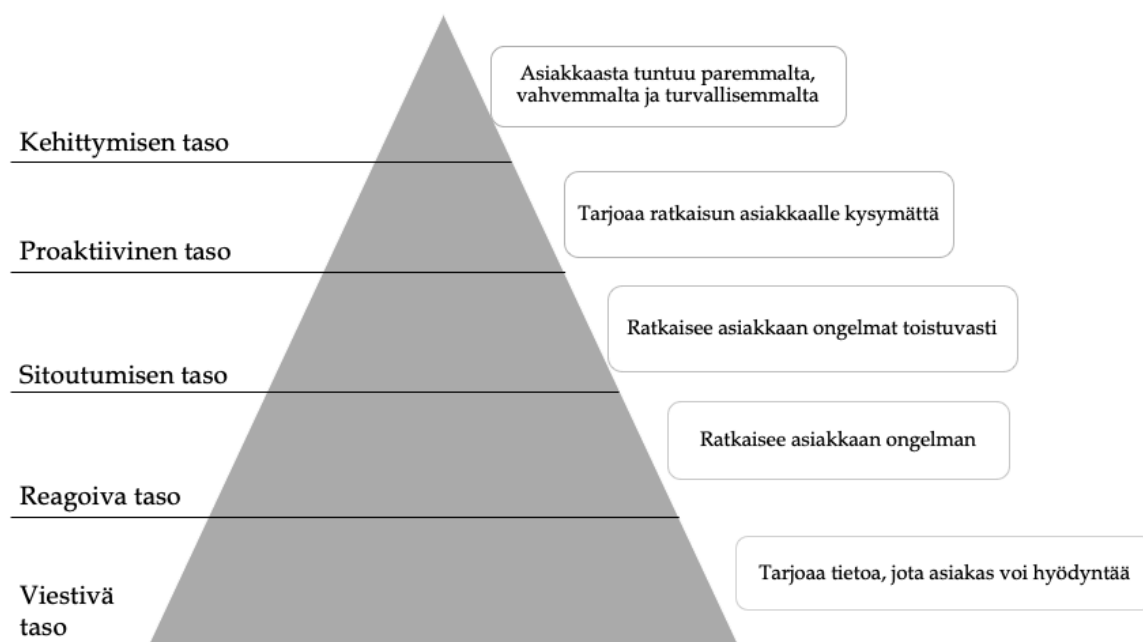 Asiakkaasta tuntuu paremmalta,
vahvemmalta ja turvallisemmalta
Kehittymisen taso
Tarjoaa ratkaisun asiakkaalle kysymättä
Proaktiivinen taso
Ratkaisee asiakkaan ongelmat toistuvasti
Sitoutumisen taso
Ratkaisee asiakkaan ongelman
Reagoiva taso
Tarjoaa tietoa, jota asiakas voi hyödyntää
Viestivä
taso